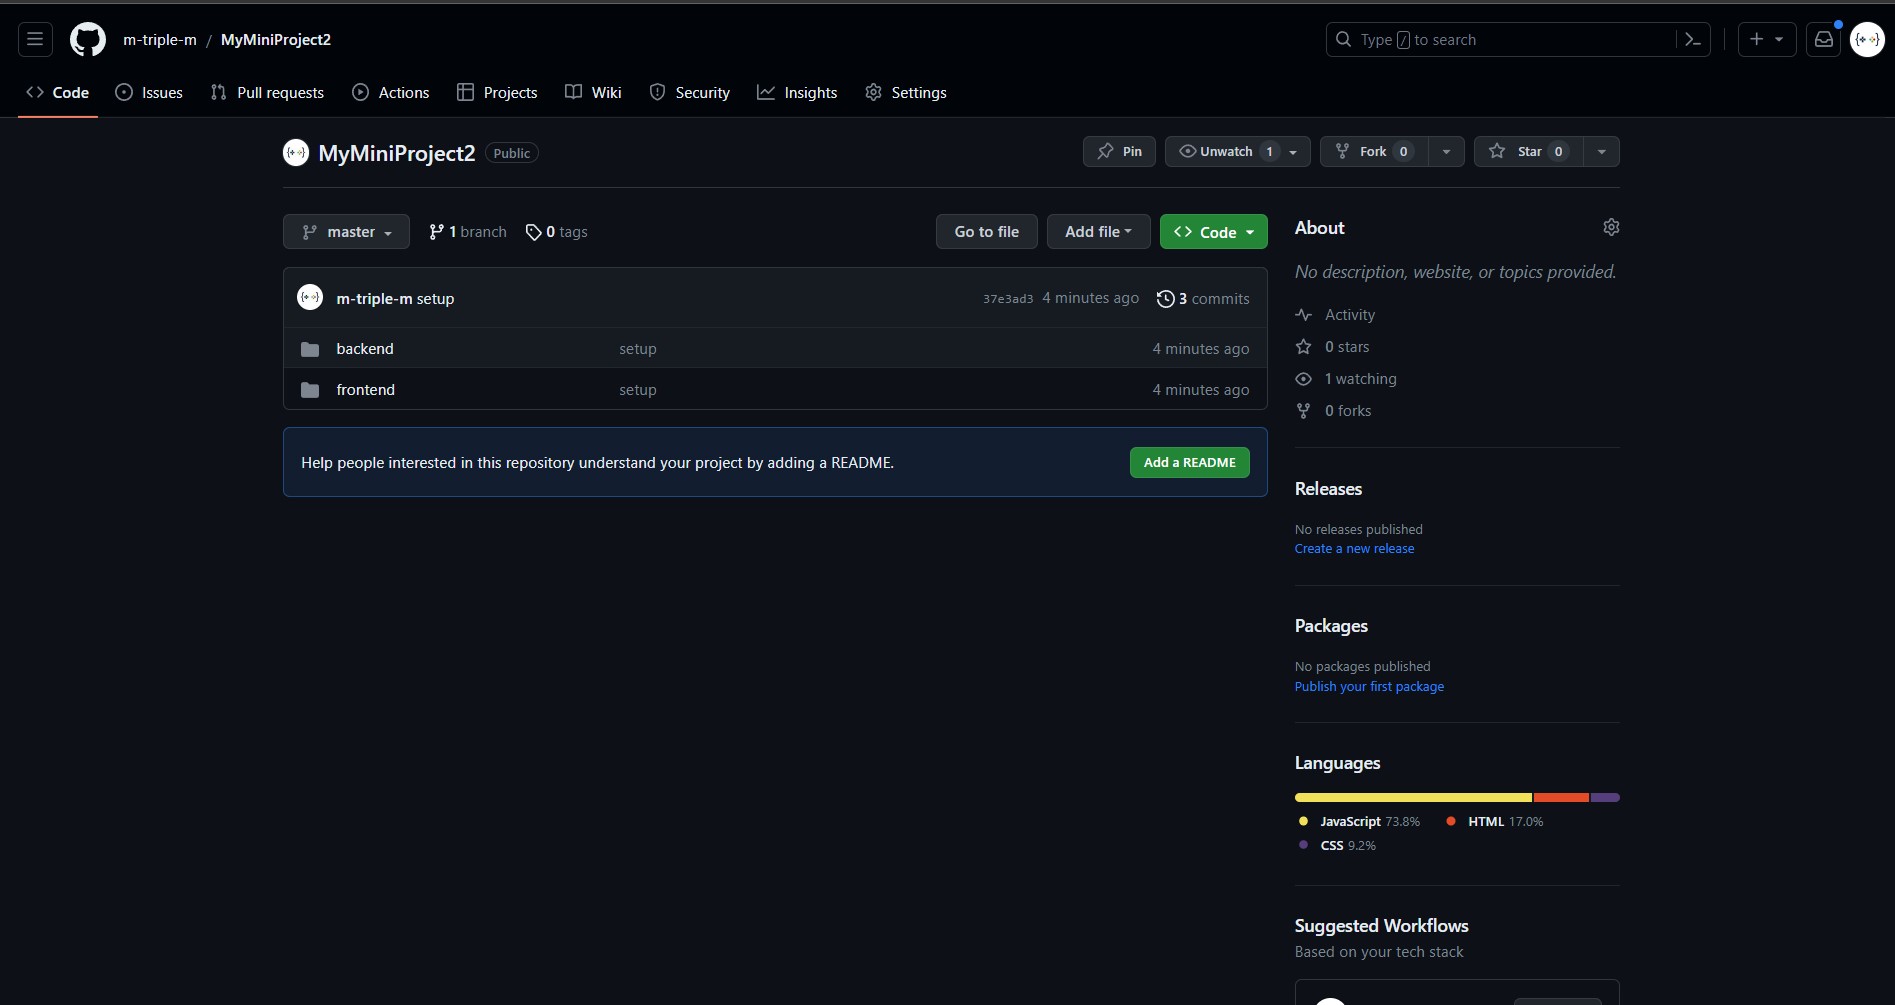 m-triple-m / MyMiniProject2
Type / to search
Code Issues Pull requests Actions Projects Wiki Security Insights Settings
MyMiniProject2 Public
Pin Unwatch 1 Fork 0 Star 0
master 1 branch 0 tags
Go to file Add file Code
m-triple-m setup 37e3ad3 4 minutes ago 3 commits
backend setup 4 minutes ago
frontend setup 4 minutes ago
Help people interested in this repository understand your project by adding a README. Add a README
About
No description, website, or topics provided.
Activity
0 stars
1 watching
0 forks
Releases
No releases published
Create a new release
Packages
No packages published
Publish your first package
Languages
JavaScript 73.8% HTML 17.0%
CSS 9.2%
Suggested Workflows
Based on your tech stack